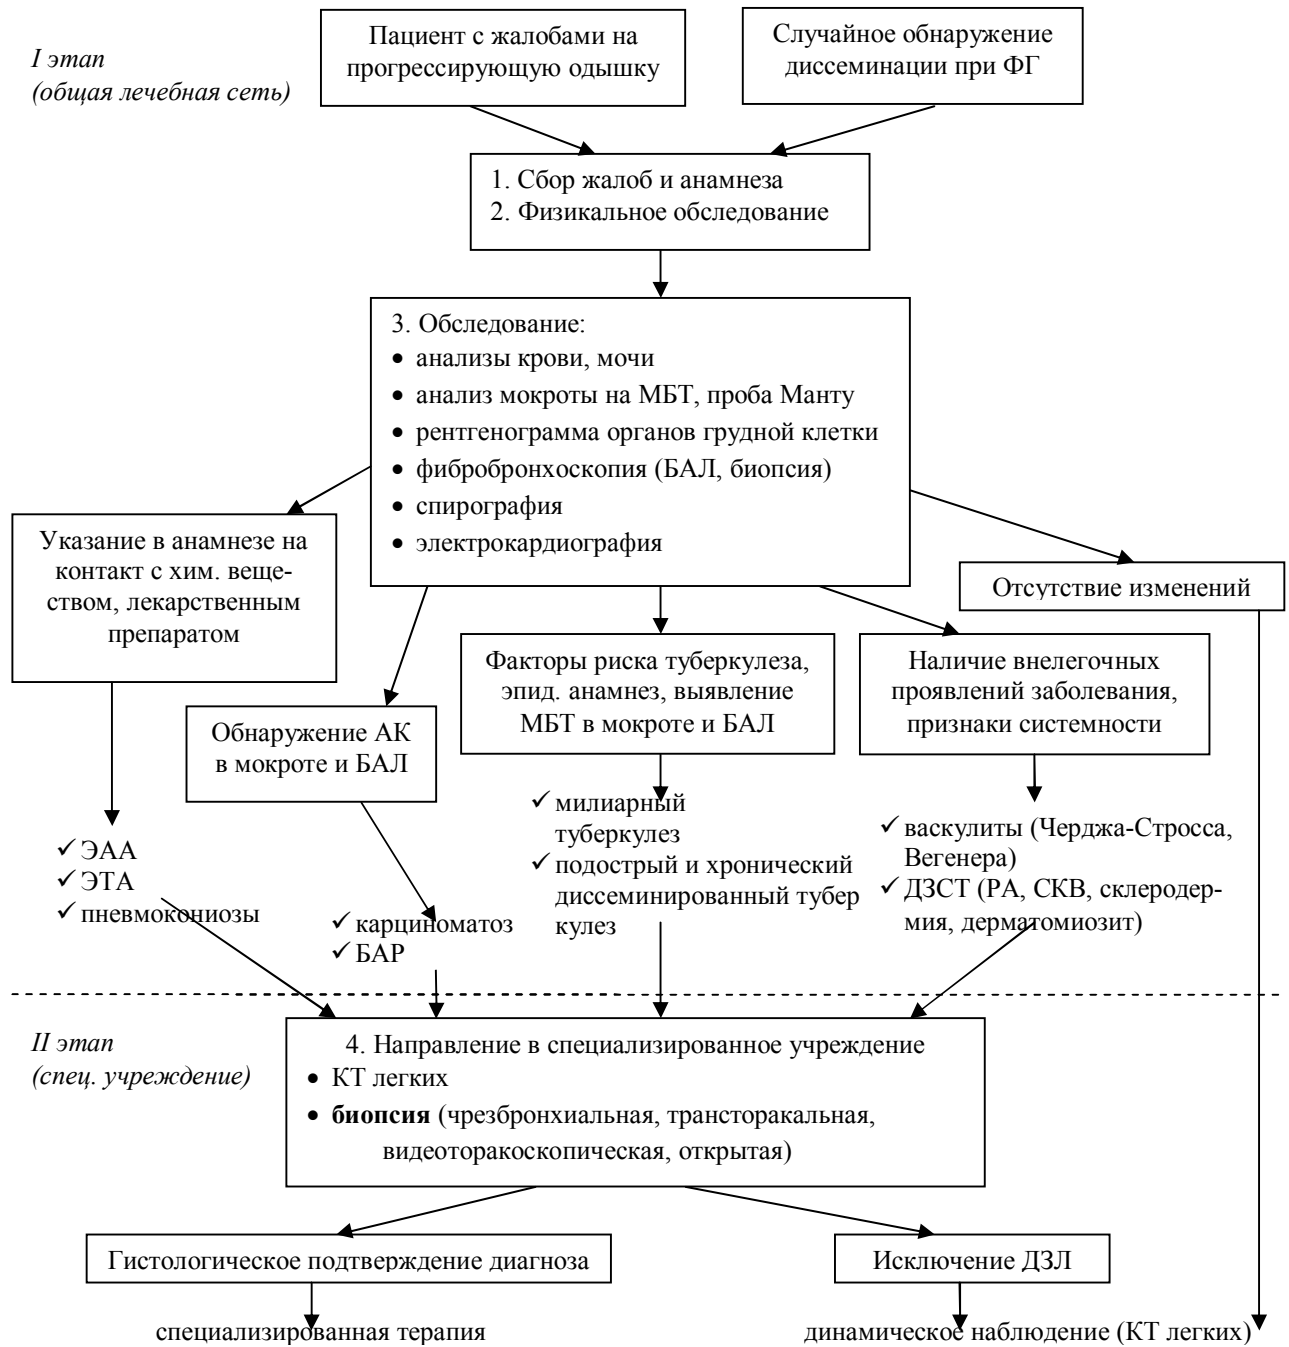 I этап
(общая лечебная сеть)
Пациент с жалобами на
прогрессирующую одышку
Случайное обнаружение
диссеминации при ФГ
1. Сбор жалоб и анамнеза
2. Физикальное обследование
3. Обследование:
• анализы крови, мочи
• анализ мокроты на МБТ, проба Манту
• рентгенограмма органов грудной клетки
• фибробронхоскопия (БАЛ, биопсия)
• спирография
• электрокардиография
Указание в анамнезе на
контакт с хим. веще-
ством, лекарственным
препаратом
Обнаружение АК
в мокроте и БАЛ
Факторы риска туберкулеза,
эпид. анамнез, выявление
МБТ в мокроте и БАЛ
Наличие внелегочных
проявлений заболевания,
признаки системности
Отсутствие изменений
✓ ЭАА
✓ ЭТА
✓ пневмокониозы
✓ карциноматоз
✓ БАР
✓ милиарный
туберкулез
✓ подострый и хронический
диссеминированный тубер
кулез
✓ васкулиты (Черджа-Стросса,
Вегенера)
✓ ДЗСТ (РА, СКВ, склеродер-
мия, дерматомиозит)
II этап
(спец. учреждение)
4. Направление в специализированное учреждение
• КТ легких
• биопсия (чрезбронхиальная, трансторакальная,
видеоторакоскопическая, открытая)
Гистологическое подтверждение диагноза
Исключение ДЗЛ
специализированная терапия
динамическое наблюдение (КТ легких)